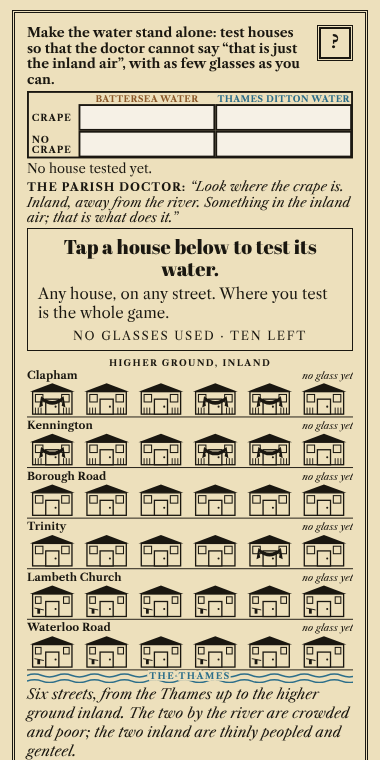 Make the water stand alone: test houses
so that the doctor cannot say “that is just
the inland air”, with as few glasses as you
can.
?
BATTERSEA WATER THAMES DITTON WATER
CRAPE
NO
CRAPE
No house tested yet.
THE PARISH DOCTOR: “Look where the crape is.
Inland, away from the river. Something in the inland
air; that is what does it.”
Tap a house below to test its
water.
Any house, on any street. Where you test
is the whole game.
NO GLASSES USED · TEN LEFT
HIGHER GROUND, INLAND
Clapham no glass yet
Kennington no glass yet
Borough Road no glass yet
Trinity no glass yet
Lambeth Church no glass yet
Waterloo Road no glass yet
THE THAMES
Six streets, from the Thames up to the higher
ground inland. The two by the river are crowded
and poor; the two inland are thinly peopled and
genteel.